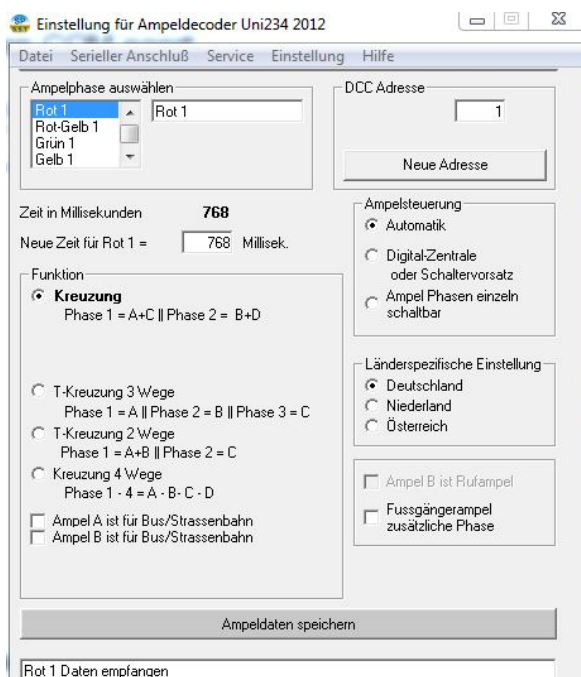 Einstellung für Ampeldecoder Uni234 2012
Datei Serieller Anschluß Service Einstellung Hilfe
Ampelphase auswählen
Rot 1
Rot-Gelb 1
Grün 1
Gelb 1
Rot 1
DCC Adresse
1
Neue Adresse
Zeit in Millisekunden 768
Neue Zeit für Rot 1 = 768 Millisek.
Ampelsteuerung
Automatik
Digital-Zentrale
oder Schaltervorsatz
Ampel Phasen einzeln
schaltbar
Funktion
Kreuzung
Phase 1 = A+C || Phase 2 = B+D
T-Kreuzung 3 Wege
Phase 1 = A || Phase 2 = B || Phase 3 = C
T-Kreuzung 2 Wege
Phase 1 = A+B || Phase 2 = C
Kreuzung 4 Wege
Phase 1 - 4 = A - B- C - D
Ampel A ist für Bus/Strassenbahn
Ampel B ist für Bus/Strassenbahn
Länderspezifische Einstellung
Deutschland
Niederland
Österreich
Ampel B ist Rufampel
Fussgängerampel
zusätzliche Phase
Ampeldaten speichern
Rot 1 Daten empfangen